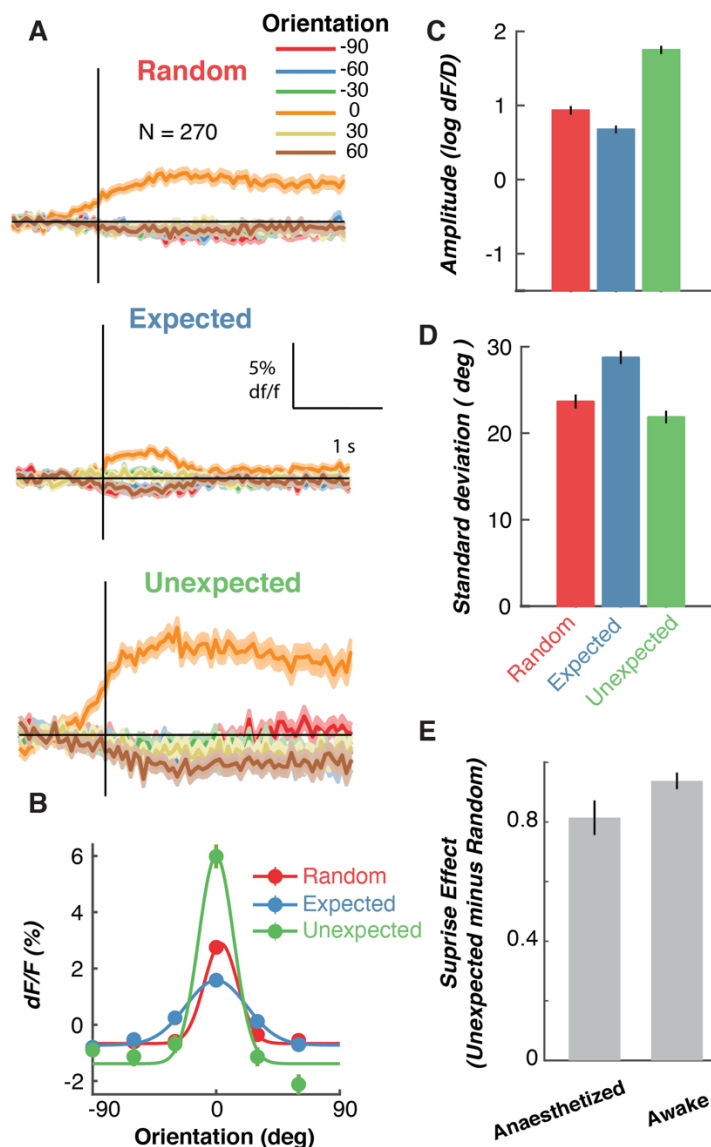 A
Orientation
-90
-60
-30
0
30
60
Random
N = 270
Expected
5%
df/f
1 s
Unexpected
B
6
4
2
0
-2
dF/F (%)
Random
Expected
Unexpected
-90
0
90
Orientation (deg)
C
2
1
0
-1
Amplitude (log dF/D)
D
30
20
10
0
Standard deviation ( deg )
Random
Expected
Unexpected
E
0.8
0.4
0
Suprise Effect
(Unexpected minus Random)
Anaesthetized
Awake